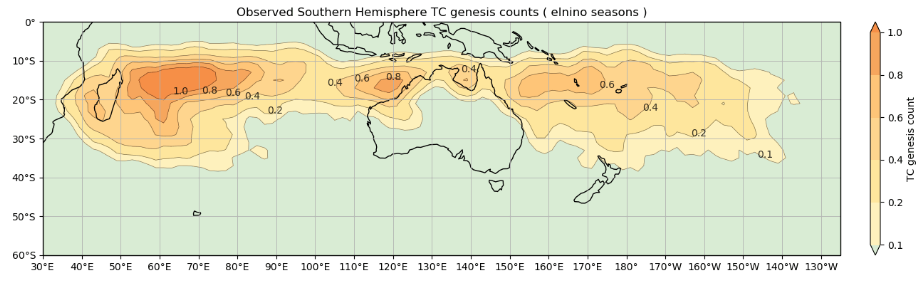 Observed Southern Hemisphere TC genesis counts ( elnino seasons )
0°
10°S
20°S
30°S
40°S
50°S
60°S
1.0 0.8 0.6 0.4
0.2
0.4 0.6 0.8
0.4
0.6
0.4
0.2
0.1
30°E 40°E 50°E 60°E 70°E 80°E 90°E 100°E 110°E 120°E 130°E 140°E 150°E 160°E 170°E 180° 170°W 160°W 150°W 140°W 130°W
1.0
0.8
0.6
0.4
0.2
0.1
TC genesis count